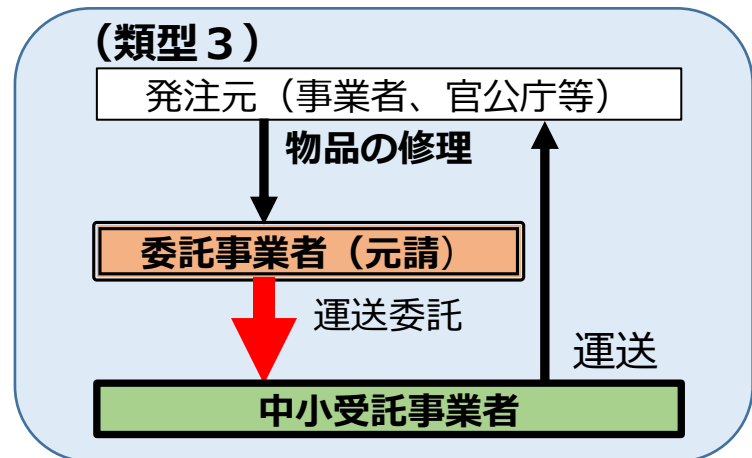 （類型３）
発注元（事業者、官公庁等）
物品の修理
委託事業者（元請）
運送委託
運送
中小受託事業者